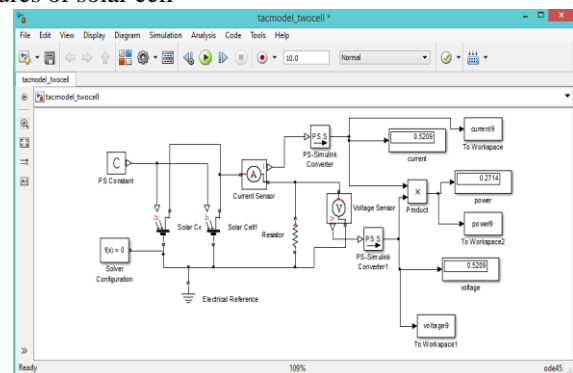 ures of solar cell
tacmodel_twocell *
File Edit View Display Diagram Simulation Analysis Code Tools Help
10.0
Normal
tacmodel_twocell
tacmodel_twocell
C
PS Constant
Solar Ce
Solar Cell1
f(x) = 0
Solver
Configuration
Electrical Reference
A
Current Sensor
Resistor
PS S
PS-Simulink
Converter
V
Voltage Sensor
PS S
PS-Simulink
Converter1
0.5209
current
current9
To Workspace
×
Product
0.2714
power
power9
To Workspace2
0.5209
voltage
voltage9
To Workspace1
Ready
109%
ode45